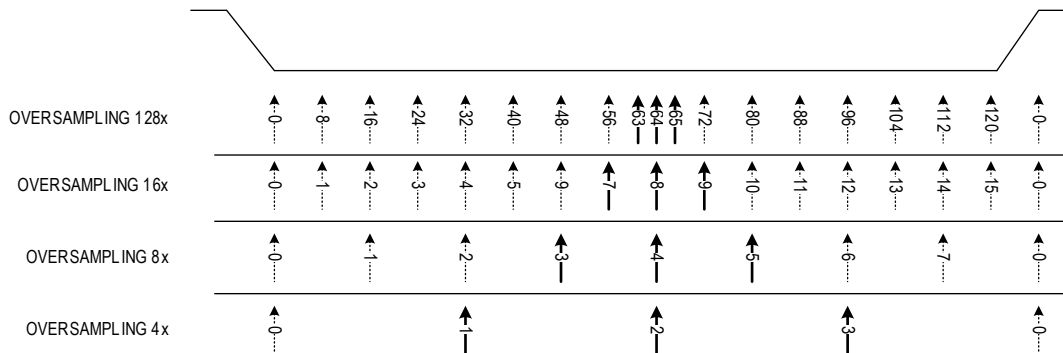 OVERSAMPLING 128x 0 8 16 24 32 40 48 56 63 64 65 72 80 88 96 104 112 120 0
OVERSAMPLING 16x 0 1 2 3 4 5 9 7 8 9 10 11 12 13 14 15 0
OVERSAMPLING 8x 0 1 2 3 4 5 6 7 0
OVERSAMPLING 4x 0 1 2 3 0